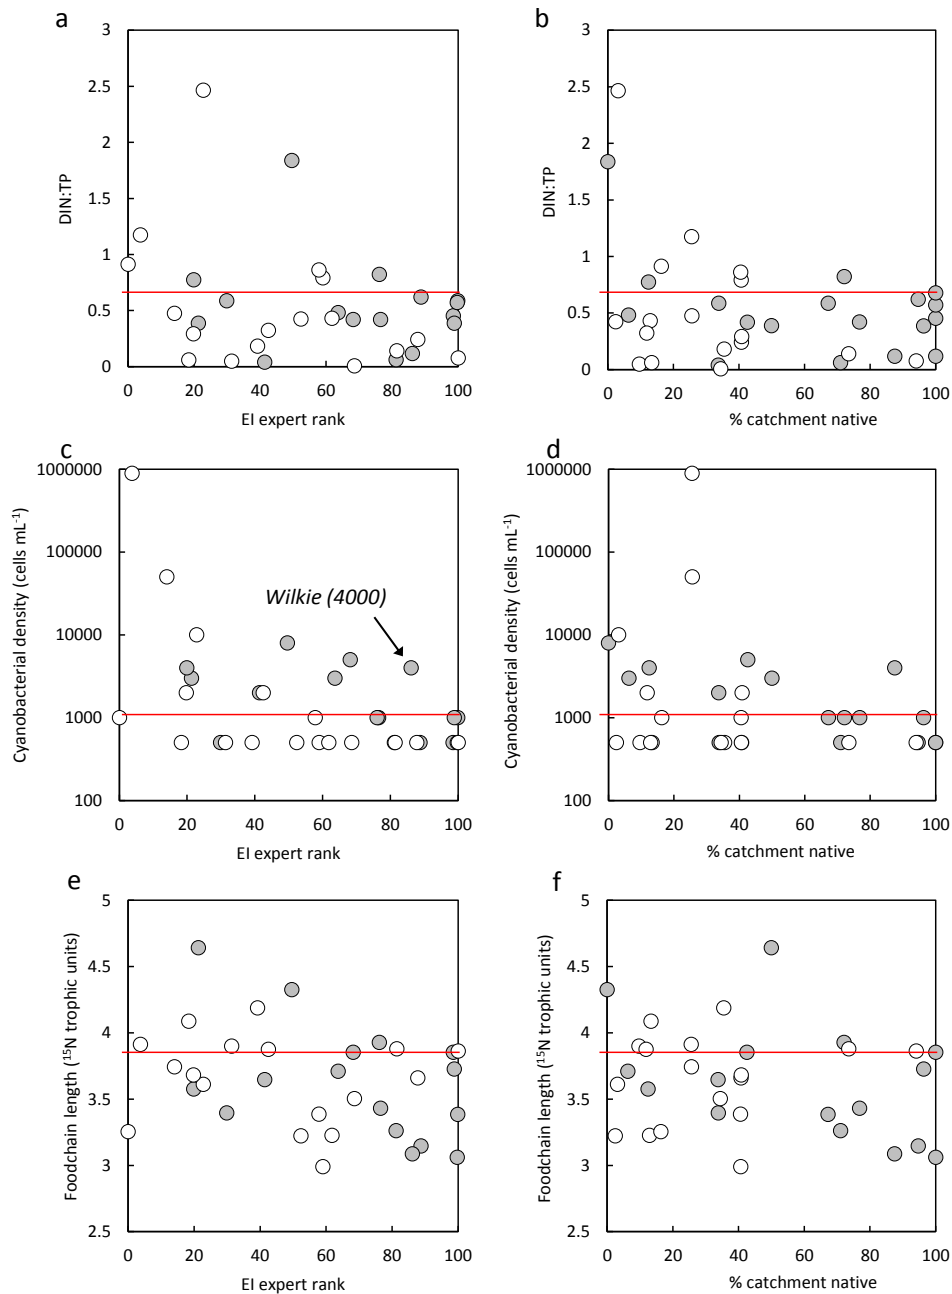 a
3
2.5
2
1.5
1
0.5
0
DIN:TP
0 20 40 60 80 100
EI expert rank
b
3
2.5
2
1.5
1
0.5
0
DIN:TP
0 20 40 60 80 100
% catchment native
c
1000000
100000
10000
1000
100
Cyanobacterial density (cells mL⁻¹)
Wilkie (4000)
0 20 40 60 80 100
EI expert rank
d
1000000
100000
10000
1000
100
Cyanobacterial density (cells mL⁻¹)
0 20 40 60 80 100
% catchment native
e
5
4.5
4
3.5
3
2.5
Foodchain length (¹⁵N trophic units)
0 20 40 60 80 100
EI expert rank
f
5
4.5
4
3.5
3
2.5
Foodchain length (¹⁵N trophic units)
0 20 40 60 80 100
% catchment native